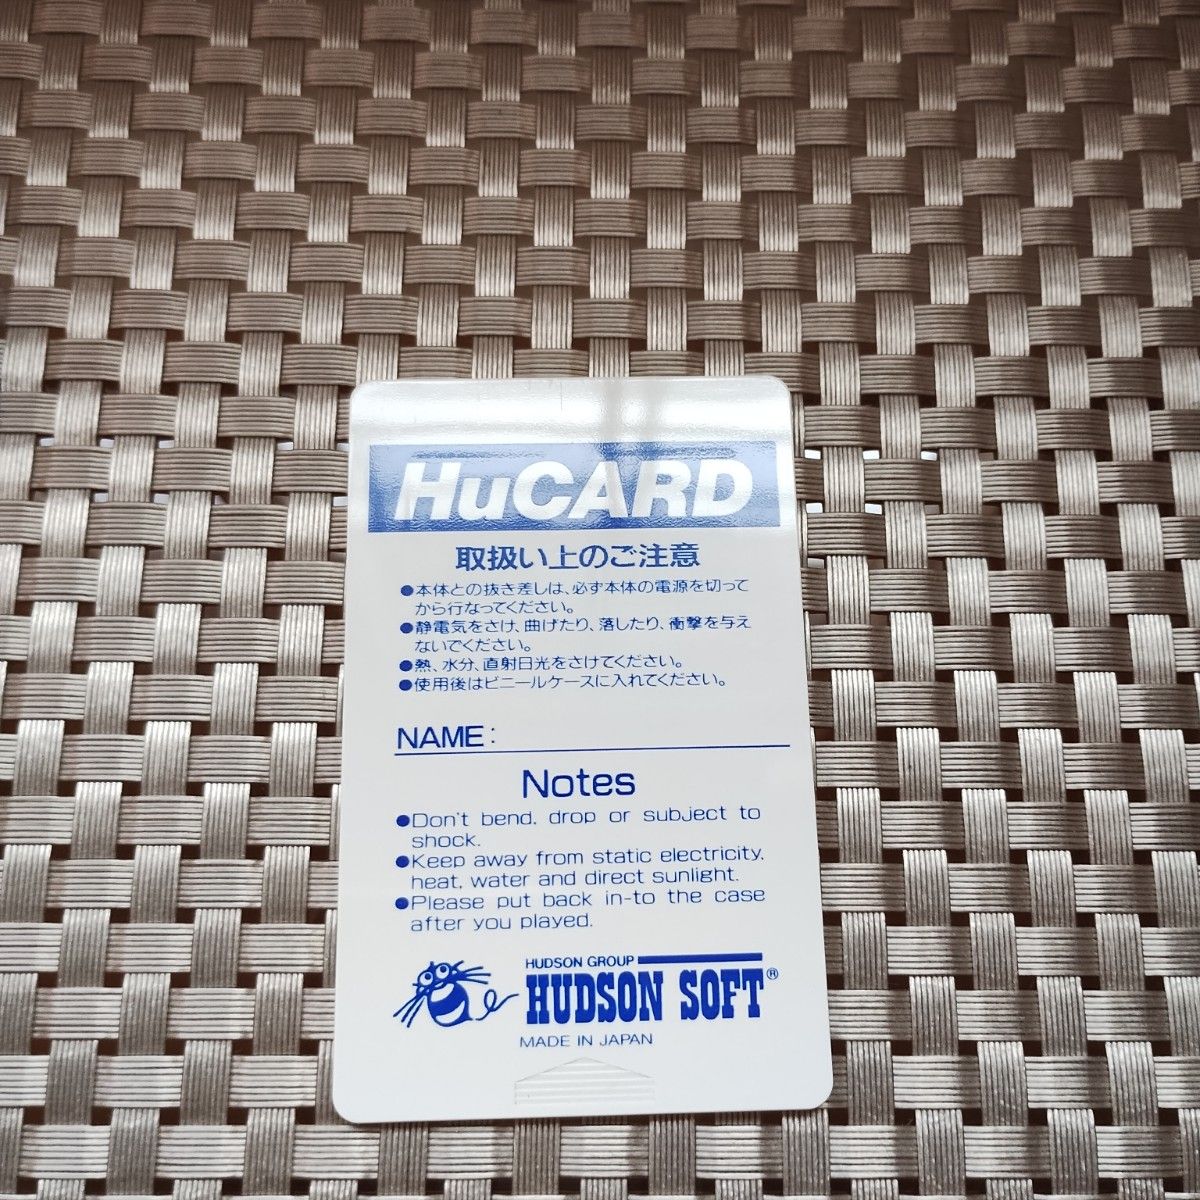 HuCARD
取扱い上のご注意
●本体との抜き差しは、必ず本体の電源を切って
から行なってください。
●静電気をさけ、曲げたり、落したり、衝撃を与え
ないでください。
●熱、水分、直射日光をさけてください。
●使用後はビニールケースに入れてください。
NAME:
Notes
●Don't bend, drop or subject to
shock.
●Keep away from static electricity,
heat, water and direct sunlight.
●Please put back in-to the case
after you played.
HUDSON GROUP
HUDSON SOFT®
MADE IN JAPAN